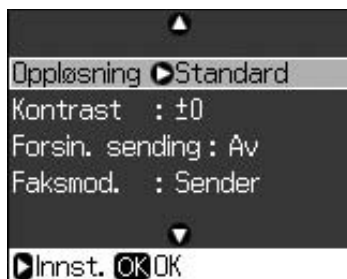 Oppløsning Standard
Kontrast : ±0
Forsin. sending : Av
Faksmod. : Sender
Innst. OK OK